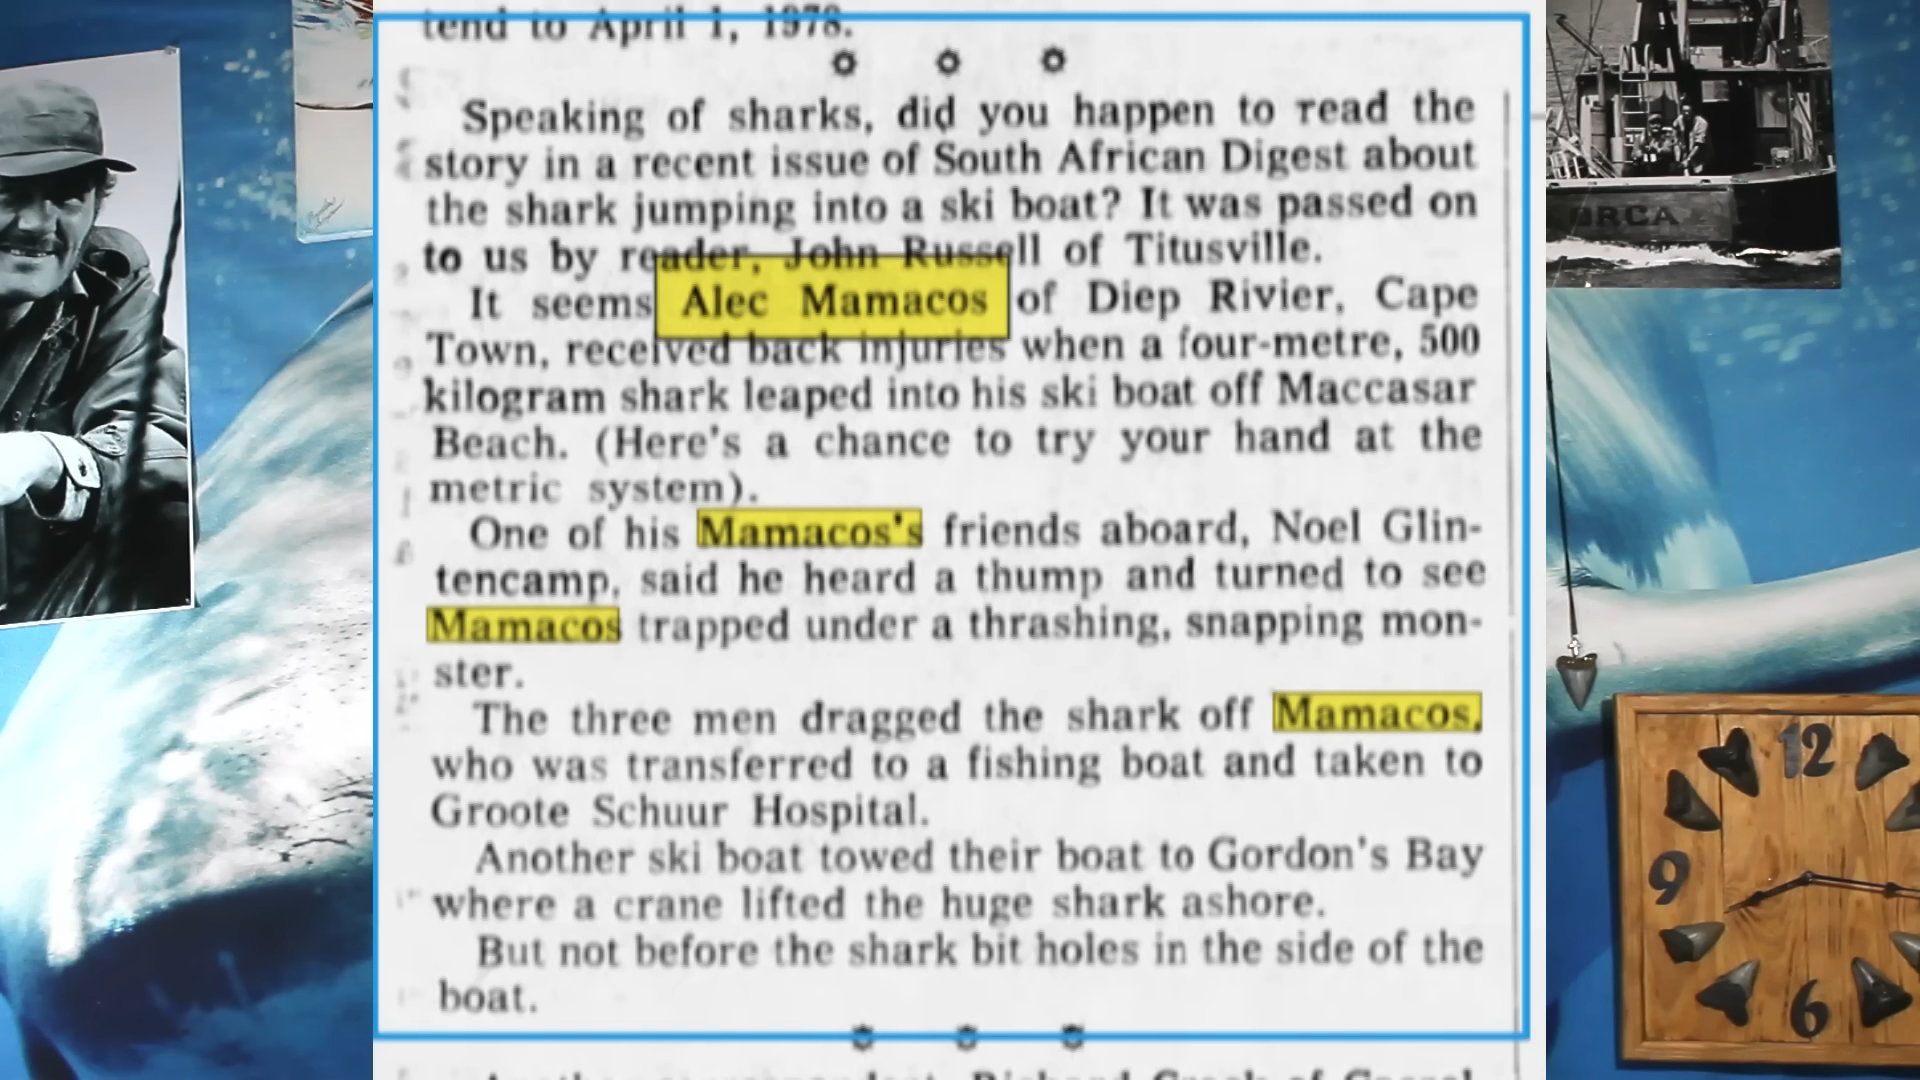 tend to April 1, 1978.
Speaking of sharks, did you happen to read the
story in a recent issue of South African Digest about
the shark jumping into a ski boat? It was passed on
to us by reader, John Russell of Titusville.
It seems Alec Mamacos of Diep Rivier, Cape
Town, received back injuries when a four-metre, 500
kilogram shark leaped into his ski boat off Maccasar
Beach. (Here's a chance to try your hand at the
metric system).
One of his Mamacos's friends aboard, Noel Glin-
tencamp, said he heard a thump and turned to see
Mamacos trapped under a thrashing, snapping mon-
ster.
The three men dragged the shark off Mamacos,
who was transferred to a fishing boat and taken to
Groote Schuur Hospital.
Another ski boat towed their boat to Gordon's Bay
where a crane lifted the huge shark ashore.
But not before the shark bit holes in the side of the
boat.
ORCA
12
9
6